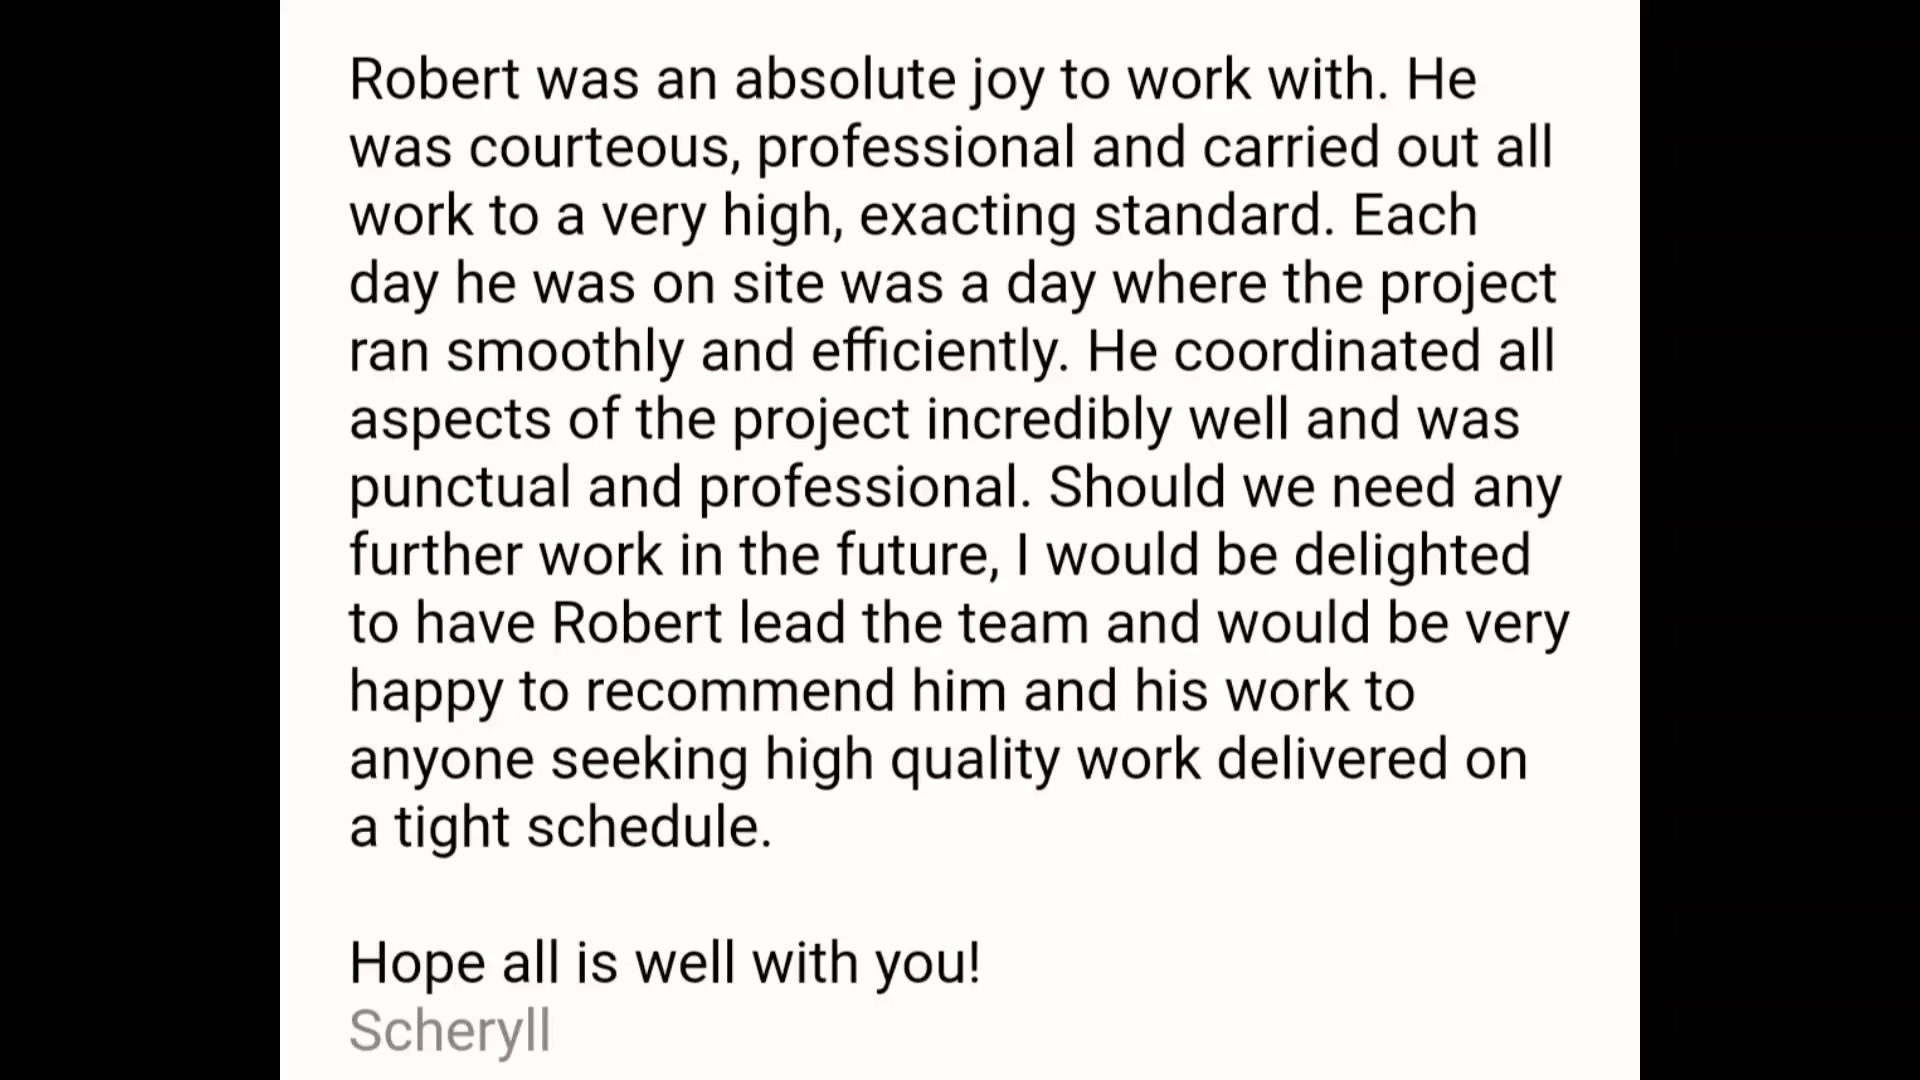 Robert was an absolute joy to work with. He
was courteous, professional and carried out all
work to a very high, exacting standard. Each
day he was on site was a day where the project
ran smoothly and efficiently. He coordinated all
aspects of the project incredibly well and was
punctual and professional. Should we need any
further work in the future, I would be delighted
to have Robert lead the team and would be very
happy to recommend him and his work to
anyone seeking high quality work delivered on
a tight schedule.
Hope all is well with you!
Scheryll